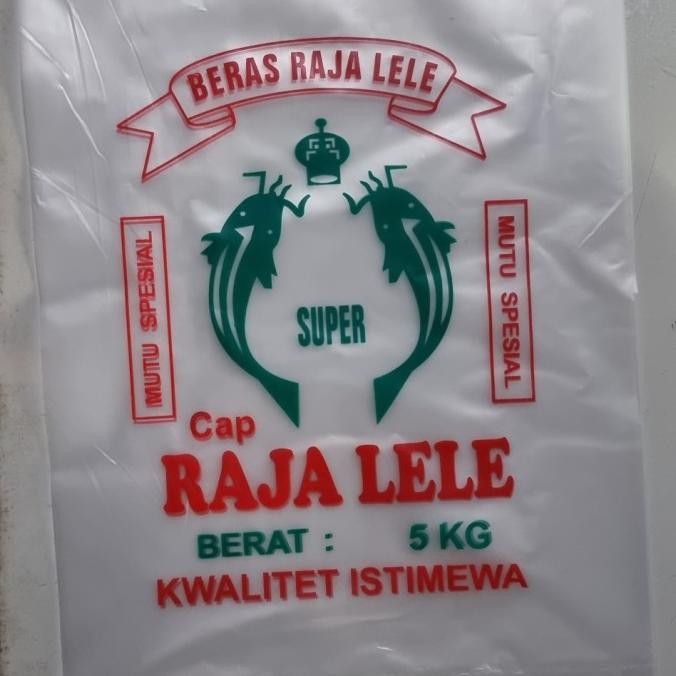 BERAS RAJA LELE
MUTU SPESIAL
MUTU SPESIAL
SUPER
Cap
RAJA LELE
BERAT : 5 KG
KWALITET ISTIMEWA